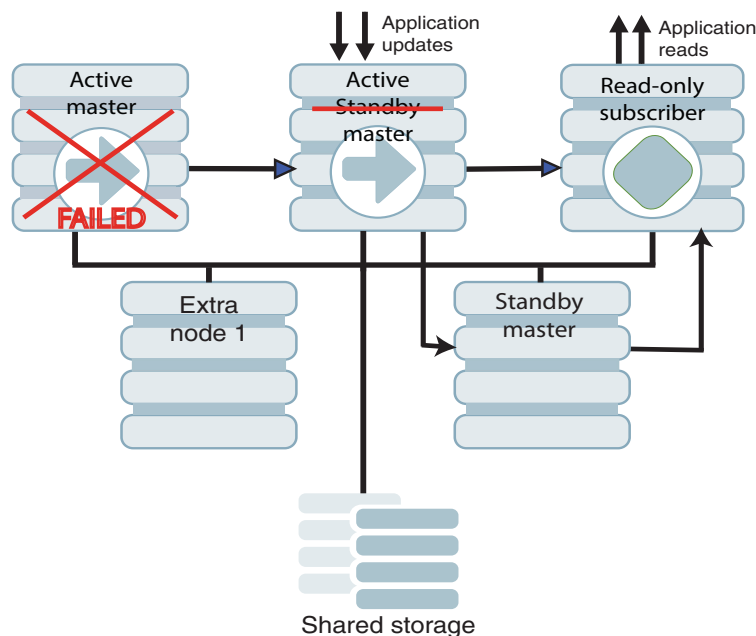 Application
updates
Application
reads
Active
master
FAILED
Active
Standby
master
Read-only
subscriber
Extra
node 1
Standby
master
Shared storage